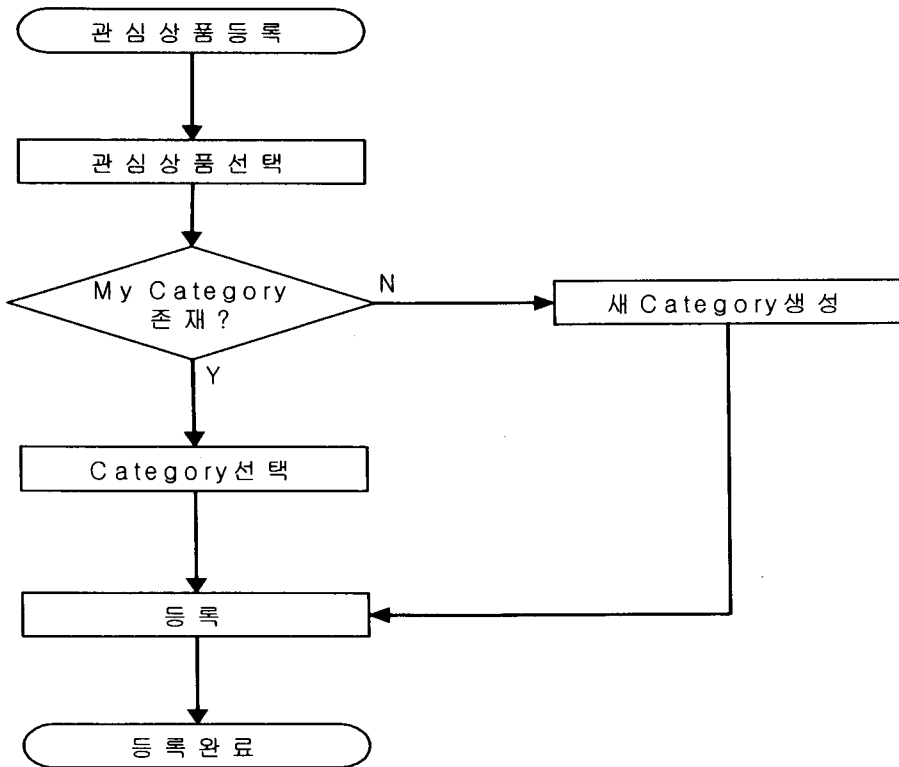 관심상품등록
관심상품선택
My Category
존재?
N
새Category생성
Y
Category선택
등록
등록완료